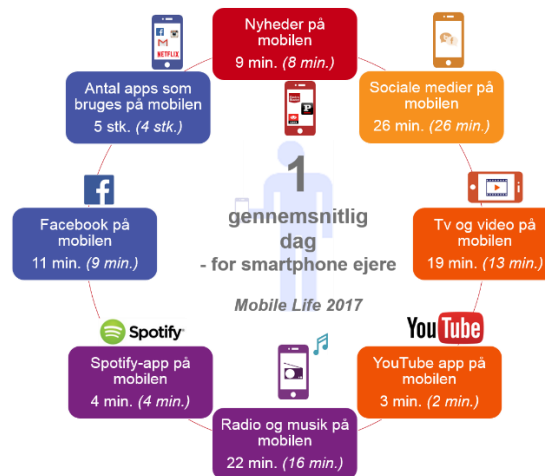 Nyheder på
mobilen
9 min. (8 min.)
Sociale medier på
mobilen
26 min. (26 min.)
Tv og video på
mobilen
19 min. (13 min.)
YouTube
YouTube app på
mobilen
3 min. (2 min.)
Radio og musik på
mobilen
22 min. (16 min.)
Spotify
Spotify-app på
mobilen
4 min. (4 min.)
Facebook på
mobilen
11 min. (9 min.)
NETFLIX
Antal apps som
bruges på mobilen
5 stk. (4 stk.)
1
gennemsnitlig
dag
- for smartphone ejere
Mobile Life 2017